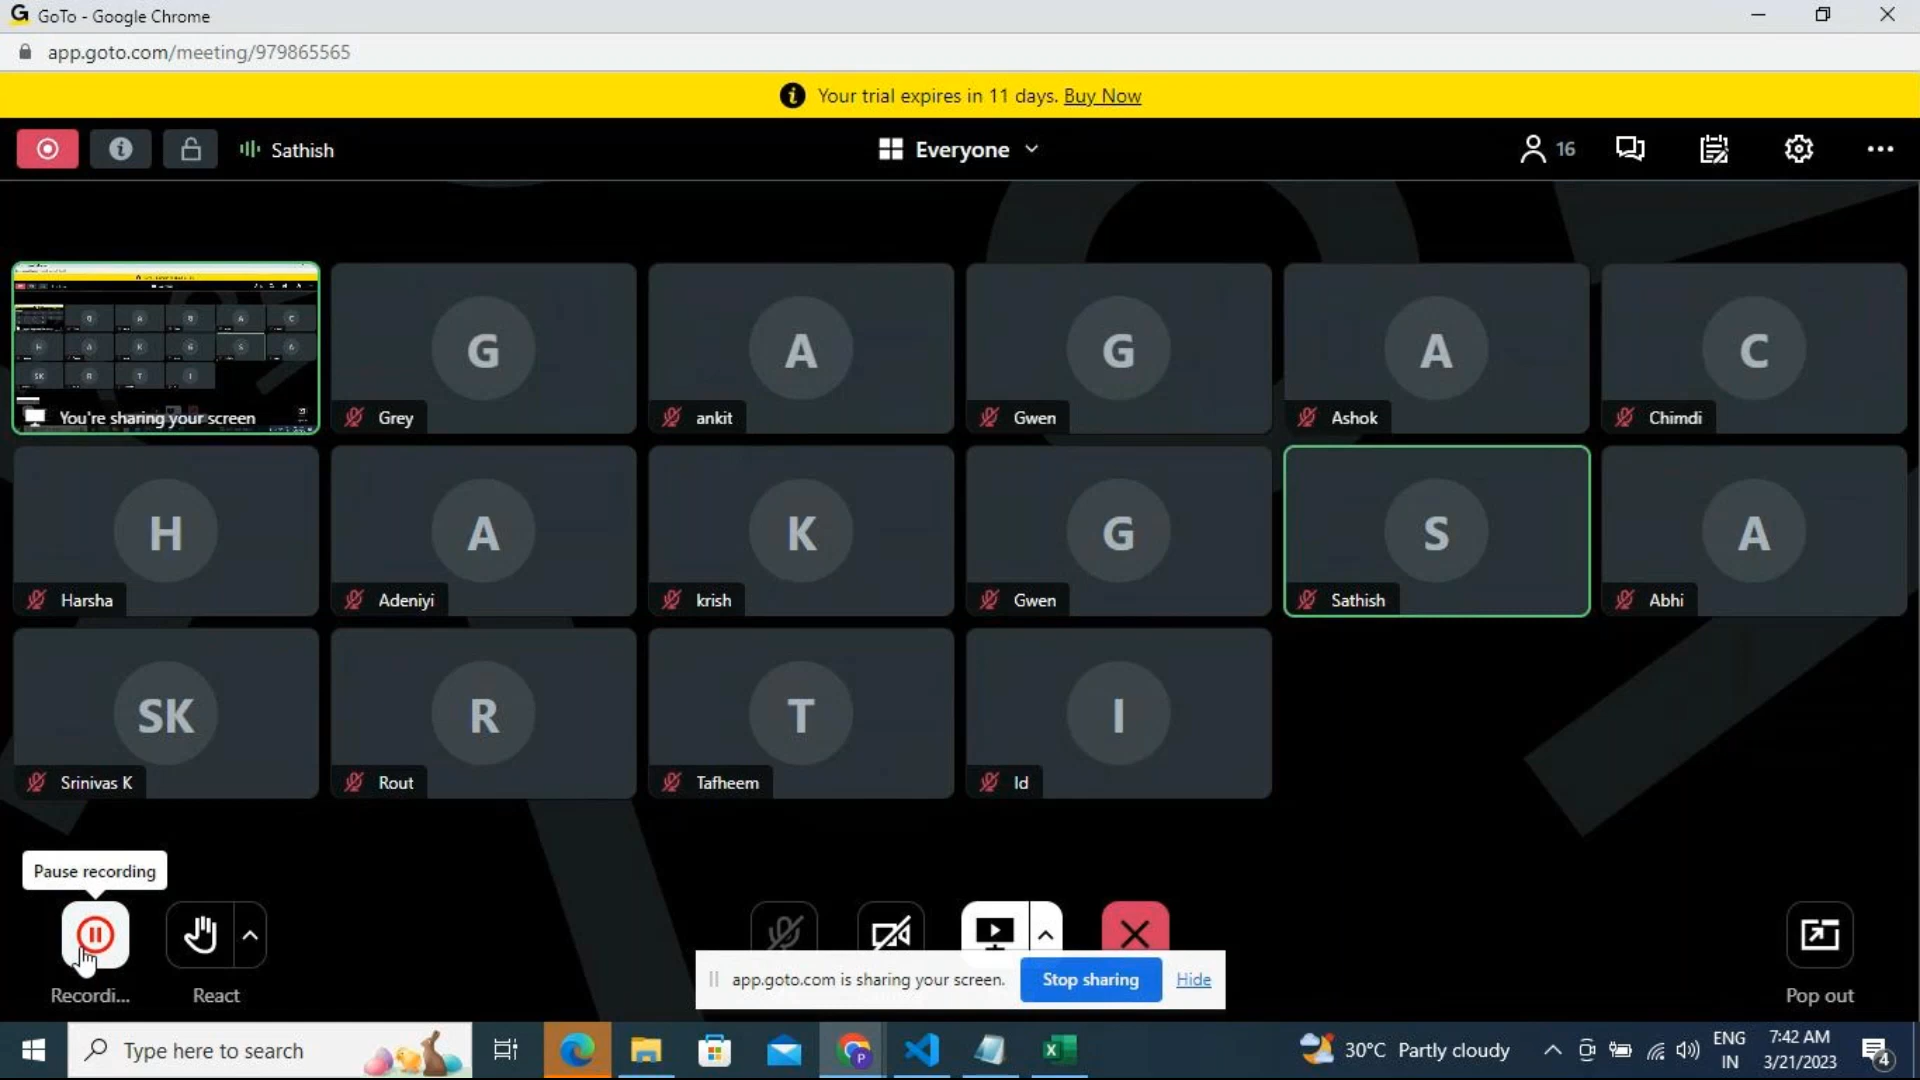 G GoTo - Google Chrome
app.goto.com/meeting/979865565
Your trial expires in 11 days. Buy Now
Sathish
Everyone
16
You're sharing your screen
G
Grey
A
ankit
G
Gwen
A
Ashok
C
Chimdi
H
Harsha
A
Adeniyi
K
krish
G
Gwen
S
Sathish
A
Abhi
SK
Srinivas K
R
Rout
T
Tafheem
I
Id
Pause recording
Recordi...
React
app.goto.com is sharing your screen. Stop sharing Hide
Pop out
Type here to search
P
30°C Partly cloudy
ENG
IN
7:42 AM
3/21/2023
4